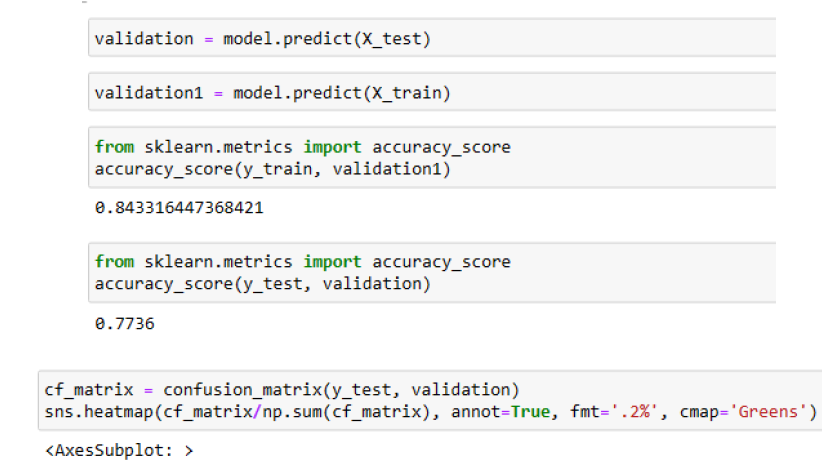 validation = model.predict(X_test)
validation1 = model.predict(X_train)
from sklearn.metrics import accuracy_score
accuracy_score(y_train, validation1)
0.843316447368421
from sklearn.metrics import accuracy_score
accuracy_score(y_test, validation)
0.7736
cf_matrix = confusion_matrix(y_test, validation)
sns.heatmap(cf_matrix/np.sum(cf_matrix), annot=True, fmt='.2%', cmap='Greens')
<AxesSubplot: >